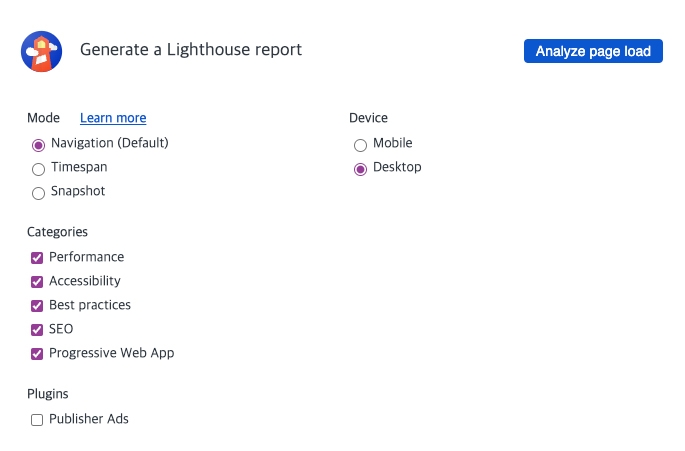 Generate a Lighthouse report
Analyze page load
Mode Learn more
Navigation (Default)
Timespan
Snapshot
Device
Mobile
Desktop
Categories
Performance
Accessibility
Best practices
SEO
Progressive Web App
Plugins
Publisher Ads